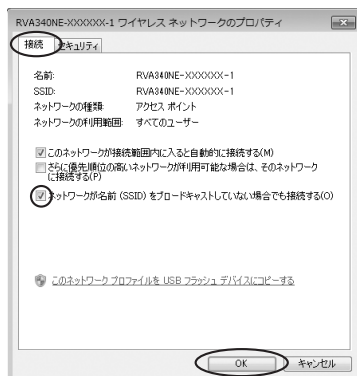 RVA340NE-XXXXXX-1 ワイヤレス ネットワークのプロパティ
接続 セキュリティ
名前: RVA340NE-XXXXXX-1
SSID: RVA340NE-XXXXXX-1
ネットワークの種類: アクセス ポイント
ネットワークの利用範囲: すべてのユーザー
このネットワークが接続範囲内に入ると自動的に接続する(M)
さらに優先順位の高いネットワークが利用可能な場合は、そのネットワーク
に接続する(P)
ネットワークが名前 (SSID) をブロードキャストしていない場合でも接続する(O)
このネットワーク プロファイルを USB フラッシュ デバイスにコピーする
OK キャンセル